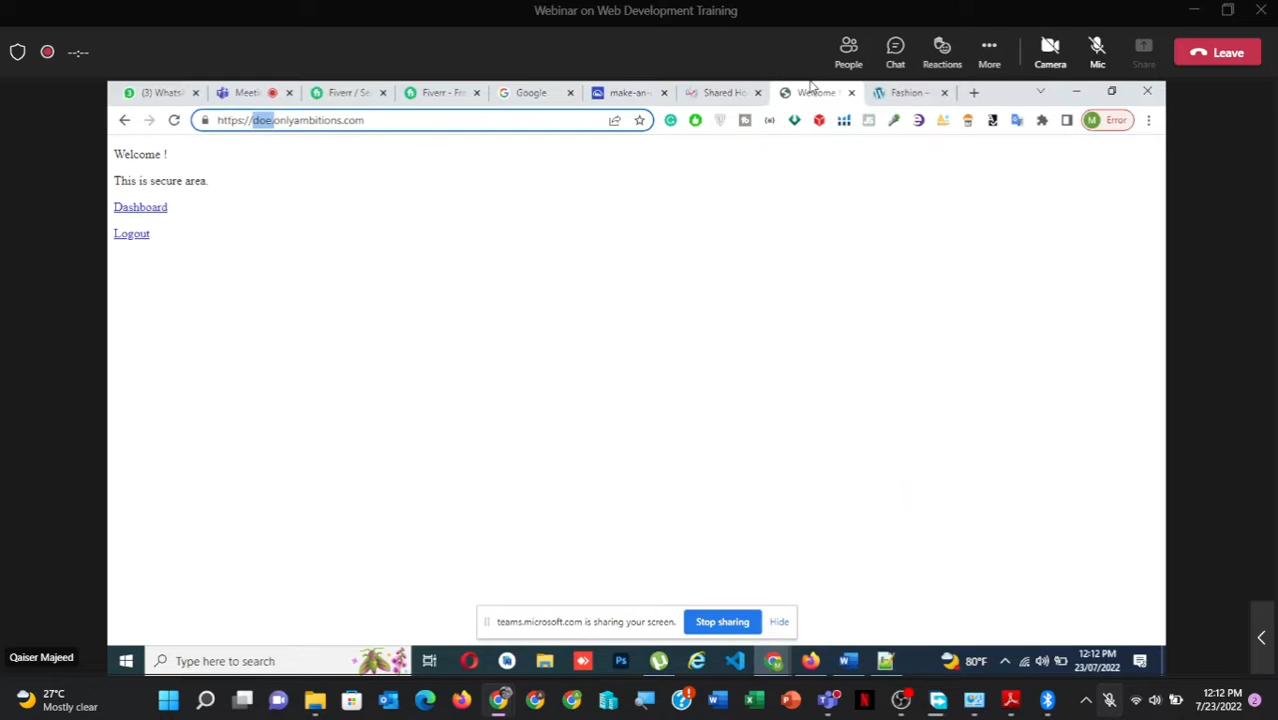 Webinar on Web Development Training
--:--
People
Chat
Reactions
More
Camera
Mic
Share
Leave
(3) Whats
Meeti
Fiverr / Se
Fiverr - Fre
Google
make-an-
Shared Ho
Welcome !
Fashion –
https://doe.onlyambitions.com
M Error
Welcome !
This is secure area.
Dashboard
Logout
teams.microsoft.com is sharing your screen.
Stop sharing
Hide
Qaiser Majeed
Type here to search
80°F
12:12 PM
23/07/2022
27°C
Mostly clear
12:12 PM
7/23/2022
2